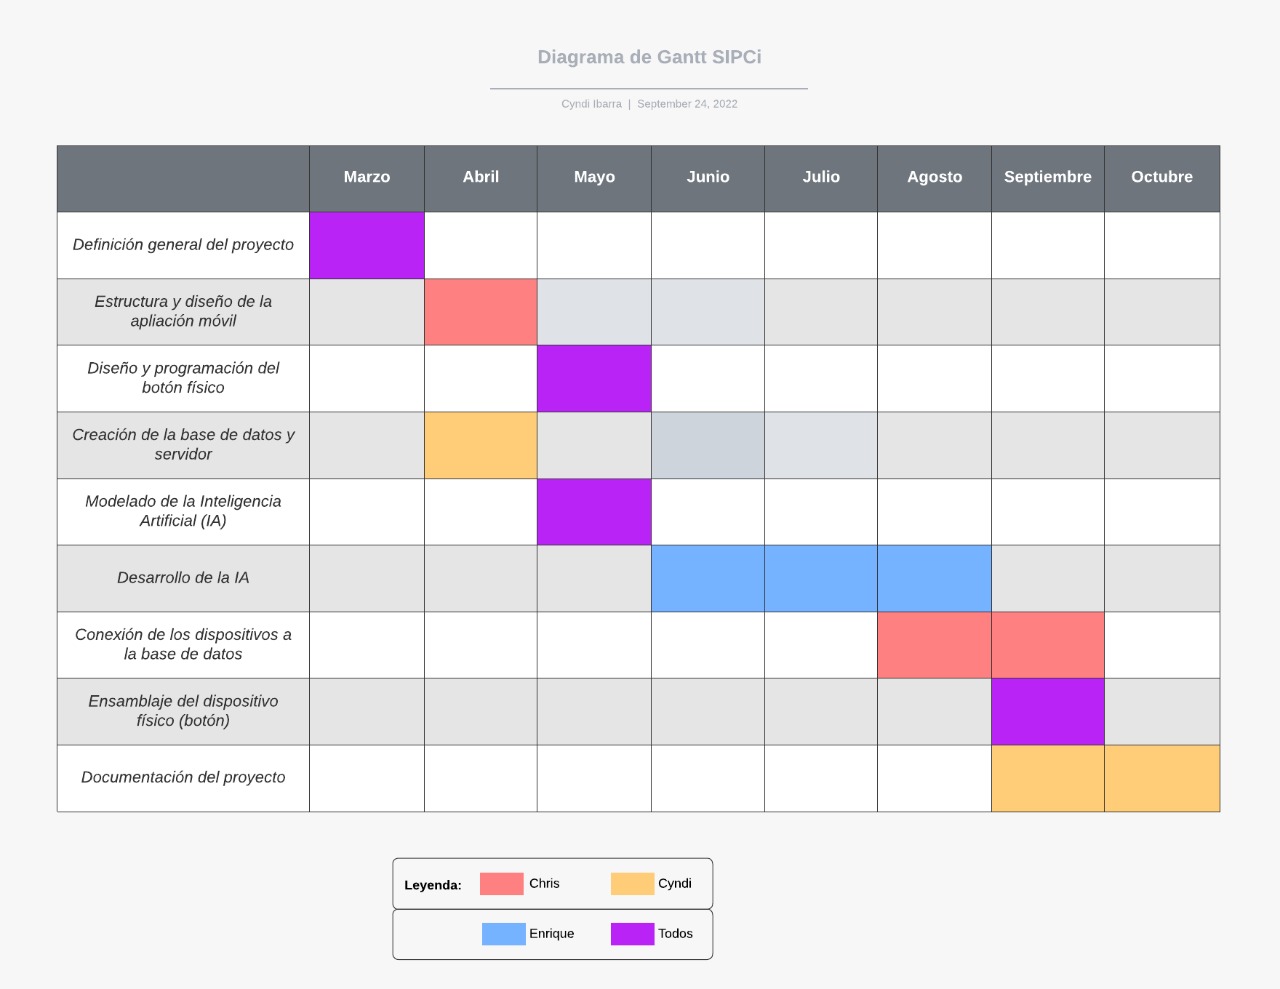 Diagrama de Gantt SIPCi
Cyndi Ibarra | September 24, 2022
Marzo Abril Mayo Junio Julio Agosto Septiembre Octubre
Definición general del proyecto
Estructura y diseño de la
apliación móvil
Diseño y programación del
botón físico
Creación de la base de datos y
servidor
Modelado de la Inteligencia
Artificial (IA)
Desarrollo de la IA
Conexión de los dispositivos a
la base de datos
Ensamblaje del dispositivo
físico (botón)
Documentación del proyecto
Leyenda: Chris Cyndi
Enrique Todos